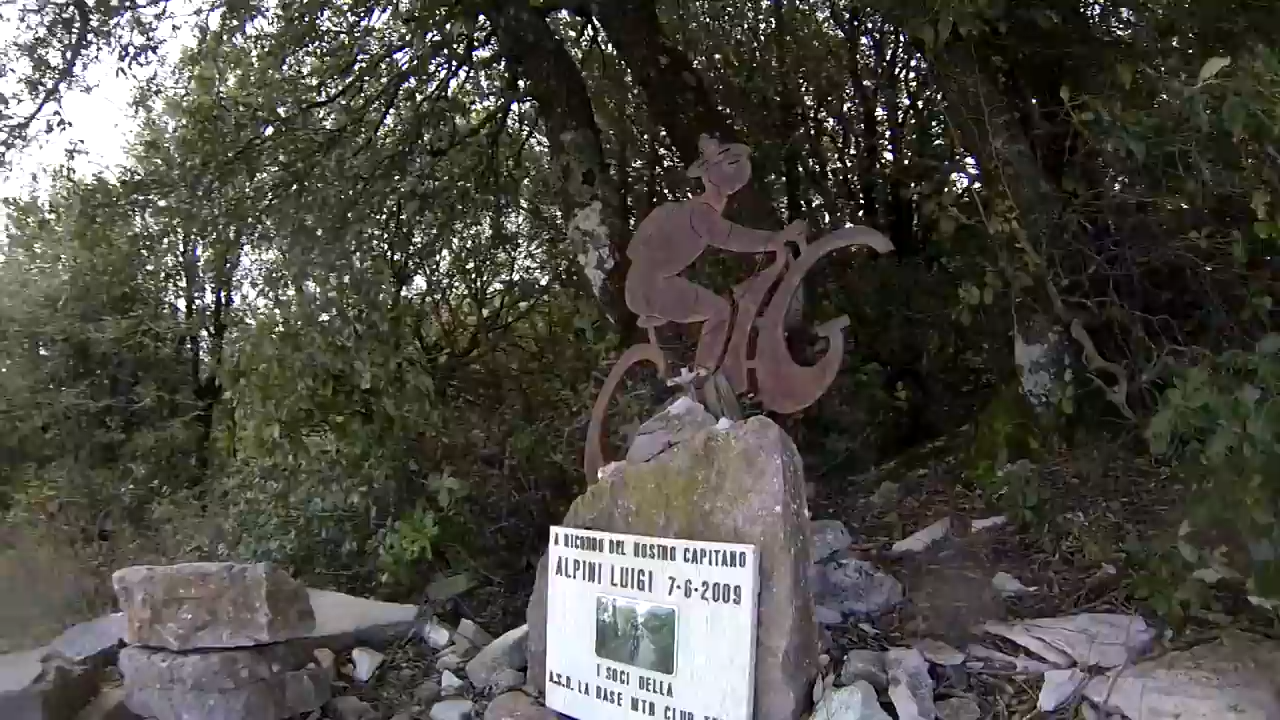 A RICORDO DEL NOSTRO CAPITANO
ALPINI LUIGI 7-6-2009
I SOCI DELLA
A.S.D. LA BASE MTB CLUB